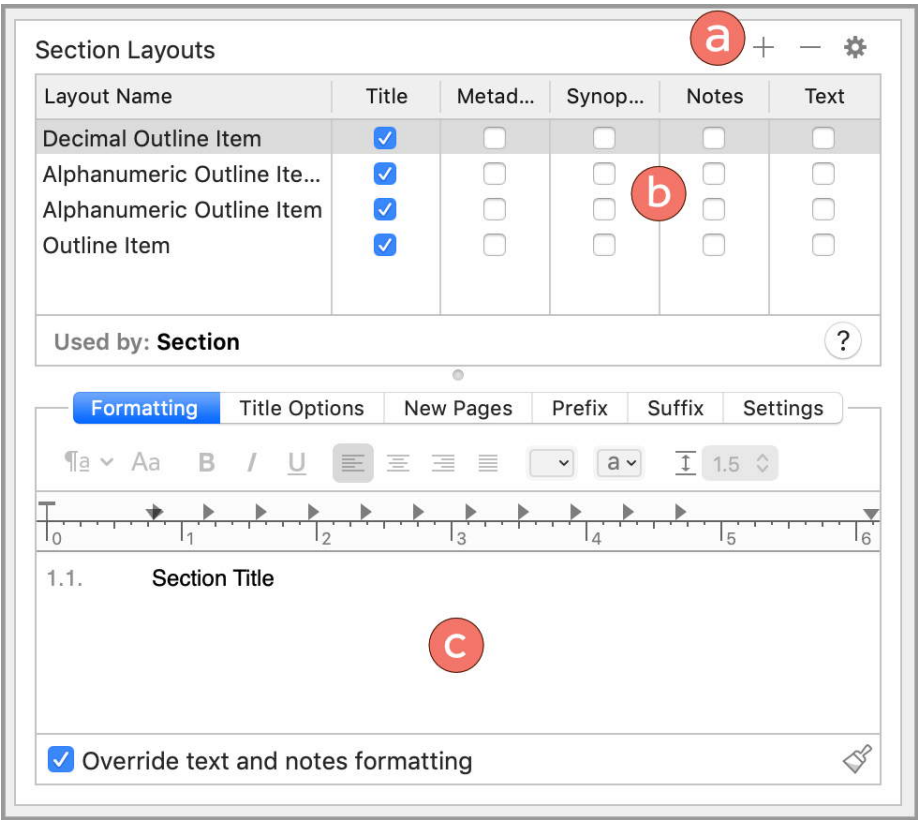 a
Section Layouts + −
Layout Name Title Metad... Synop... Notes Text
Decimal Outline Item
Alphanumeric Outline Ite...
b
Alphanumeric Outline Item
Outline Item
Used by: Section ?
Formatting Title Options New Pages Prefix Suffix Settings
¶a Aa B I U a 1.5
0 1 2 3 4 5 6
1.1. Section Title
c
Override text and notes formatting